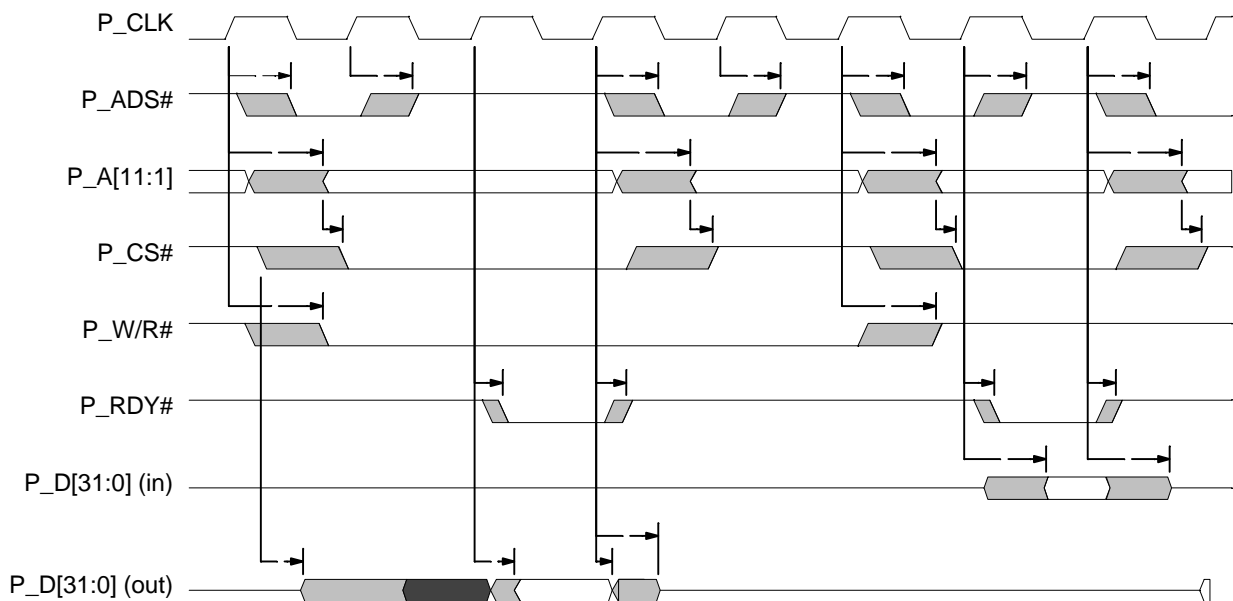 P_CLK
P_ADS#
P_A[11:1]
P_CS#
P_W/R#
P_RDY#
P_D[31:0] (in)
P_D[31:0] (out)